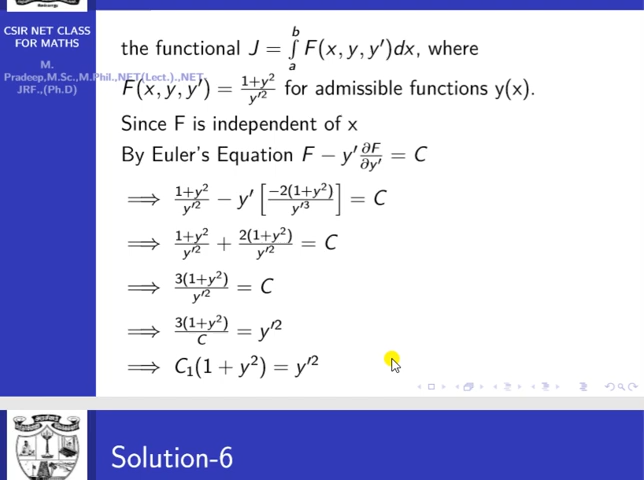 CSIR NET CLASS
FOR MATHS
M.
Pradeep,M.Sc.,M.Phil.,NET(Lect.).,NET,
JRF.,(Ph.D)
the functional J = ∫ₐᵇ F(x, y, y′)dx, where
F(x, y, y′) = (1+y²)/y′² for admissible functions y(x).
Since F is independent of x
By Euler's Equation F − y′ ∂F/∂y′ = C
⟹ (1+y²)/y′² − y′ [−2(1+y²)/y′³] = C
⟹ (1+y²)/y′² + 2(1+y²)/y′² = C
⟹ 3(1+y²)/y′² = C
⟹ 3(1+y²)/C = y′²
⟹ C₁(1 + y²) = y′²
Solution-6